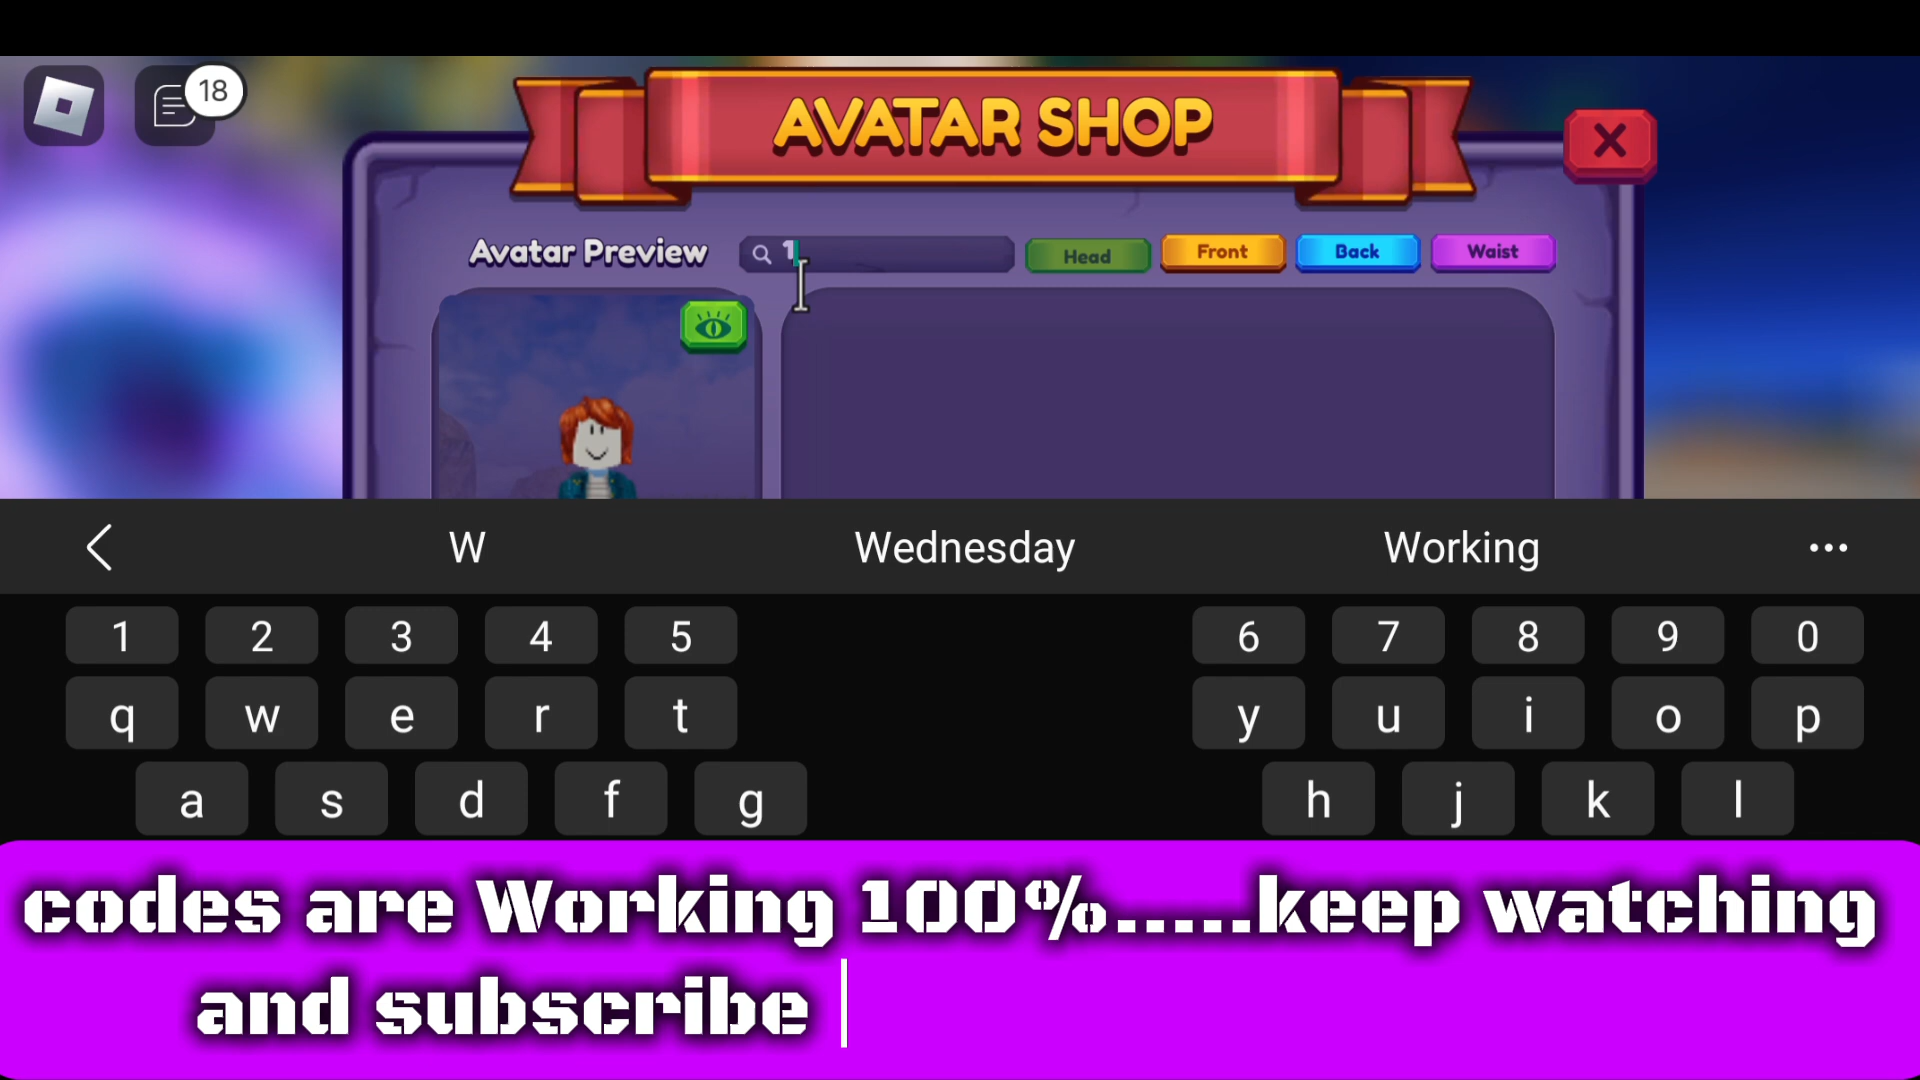 18
AVATAR SHOP
Avatar Preview
1
Head
Front
Back
Waist
W
Wednesday
Working
1 2 3 4 5 6 7 8 9 0
q w e r t y u i o p
a s d f g h j k l
codes are Working 100%.....keep watching
and subscribe